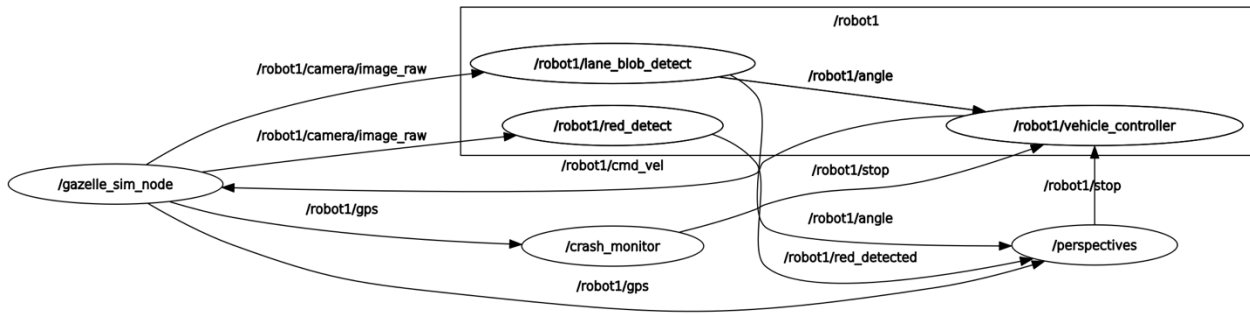 /robot1
/robot1/lane_blob_detect
/robot1/camera/image_raw
/robot1/angle
/robot1/red_detect
/robot1/vehicle_controller
/robot1/camera/image_raw
/robot1/cmd_vel
/robot1/stop
/gazelle_sim_node
/robot1/stop
/robot1/gps
/robot1/angle
/crash_monitor
/perspectives
/robot1/red_detected
/robot1/gps